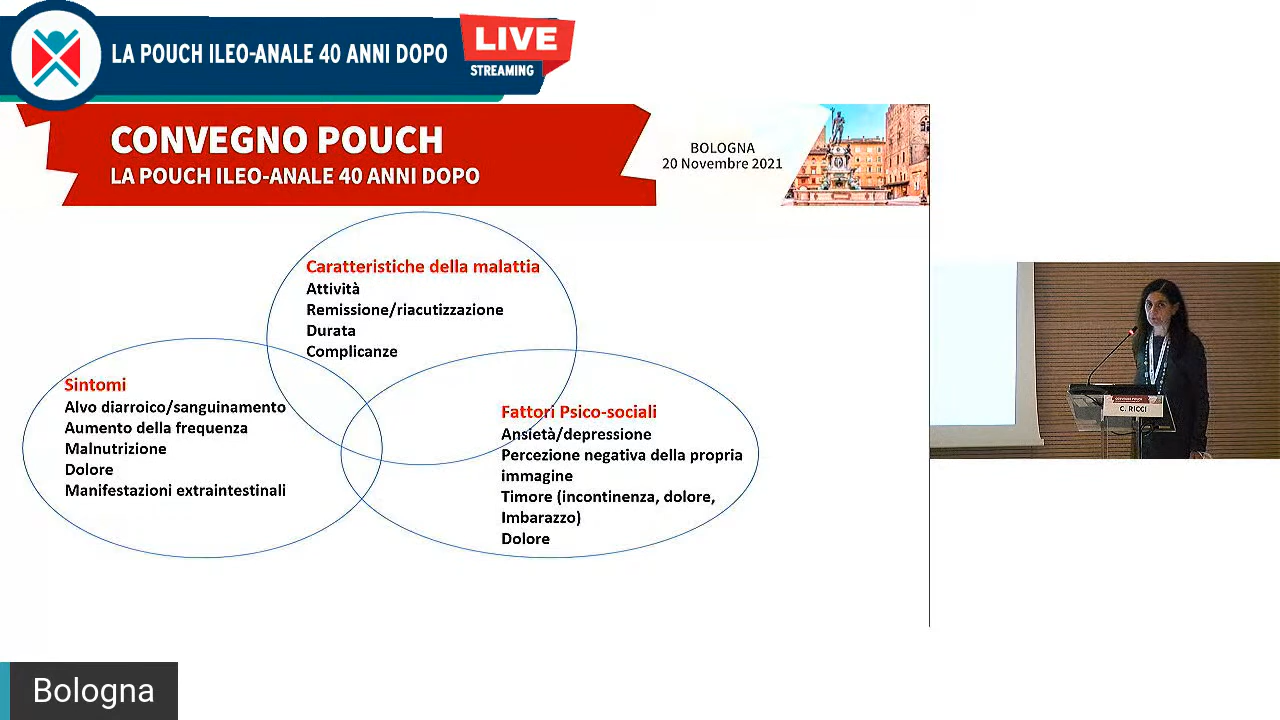 LA POUCH ILEO-ANALE 40 ANNI DOPO
LIVE
STREAMING
CONVEGNO POUCH
LA POUCH ILEO-ANALE 40 ANNI DOPO
BOLOGNA
20 Novembre 2021
Caratteristiche della malattia
Attività
Remissione/riacutizzazione
Durata
Complicanze
Sintomi
Alvo diarroico/sanguinamento
Aumento della frequenza
Malnutrizione
Dolore
Manifestazioni extraintestinali
Fattori Psico-sociali
Ansietà/depressione
Percezione negativa della propria
immagine
Timore (incontinenza, dolore,
Imbarazzo)
Dolore
CONVEGNO POUCH
C. RICCI
Bologna